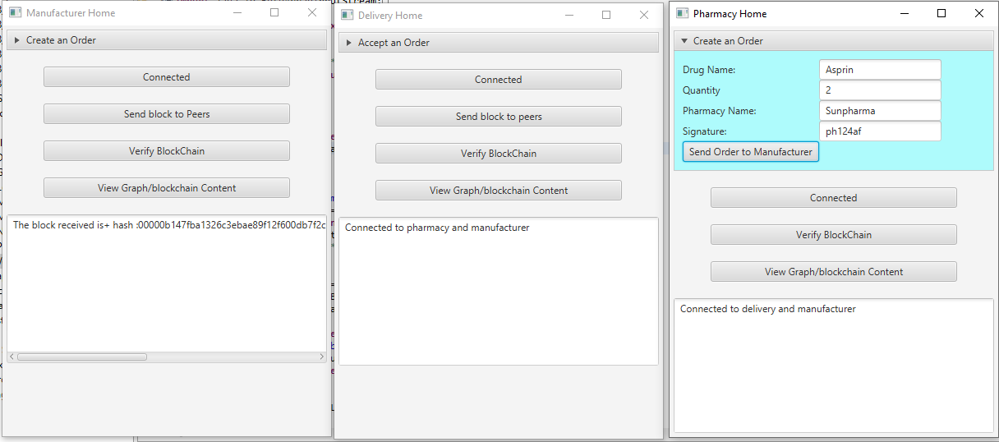 Manufacturer Home
Create an Order
Connected
Send block to Peers
Verify BlockChain
View Graph/blockchain Content
The block received is+ hash :00000b147fba1326c3ebae89f12f600db7f2c
Delivery Home
Accept an Order
Connected
Send block to peers
Verify BlockChain
View Graph/blockchain Content
Connected to pharmacy and manufacturer
Pharmacy Home
Create an Order
Drug Name: Asprin
Quantity 2
Pharmacy Name: Sunpharma
Signature: ph124af
Send Order to Manufacturer
Connected
Verify BlockChain
View Graph/blockchain Content
Connected to delivery and manufacturer